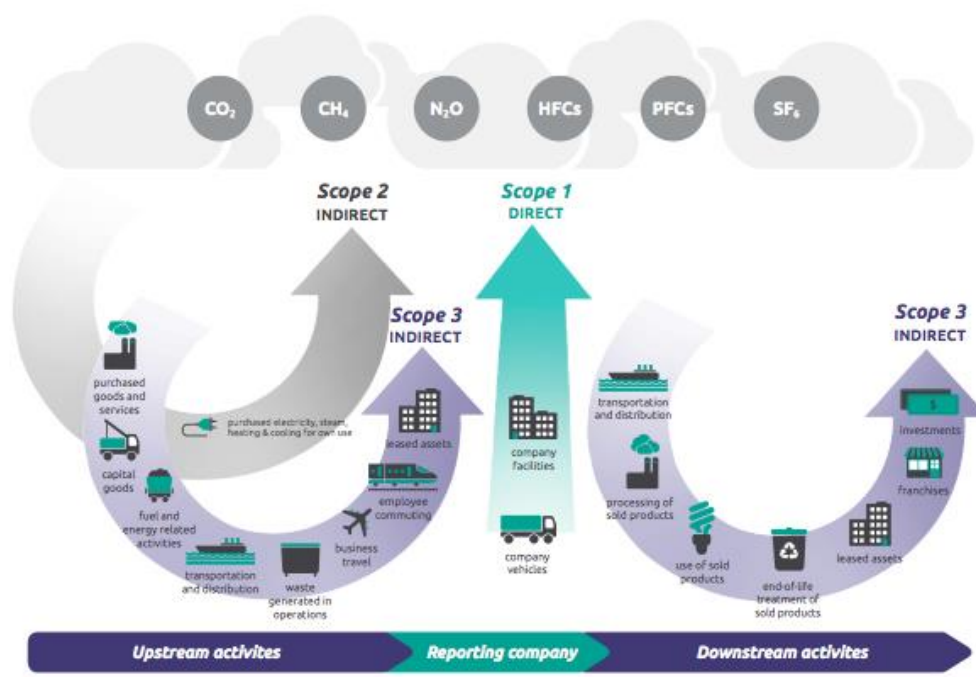 CO₂
CH₄
N₂O
HFCs
PFCs
SF₆
Scope 2
INDIRECT
Scope 1
DIRECT
Scope 3
INDIRECT
Scope 3
INDIRECT
purchased
goods and
services
capital
goods
fuel and
energy related
activities
purchased electricity, steam,
heating & cooling for own use
transportation
and distribution
waste
generated in
operations
business
travel
employee
commuting
leased assets
company
facilities
company
vehicles
transportation
and distribution
processing of
sold products
use of sold
products
end-of-life
treatment of
sold products
leased assets
franchises
$
investments
Upstream activites
Reporting company
Downstream activites